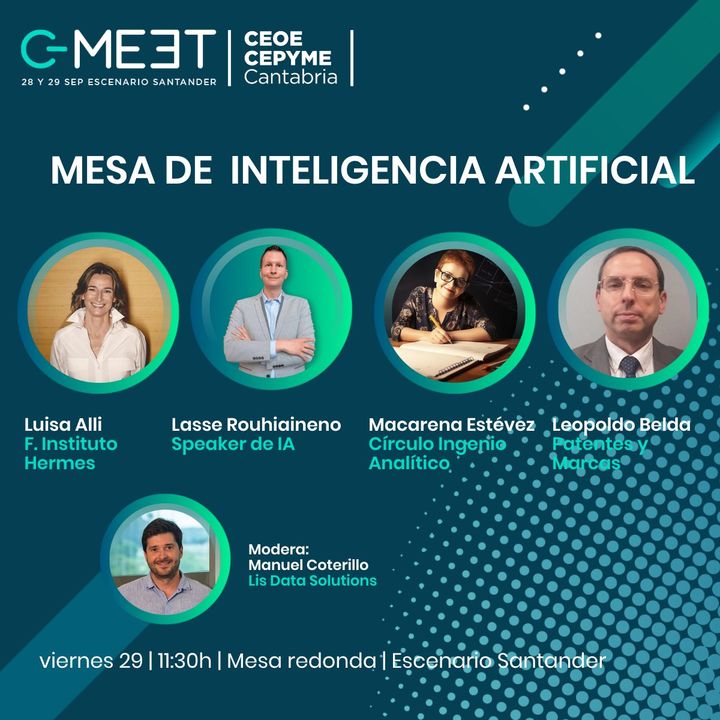 C-MEET
28 Y 29 SEP ESCENARIO SANTANDER
CEOE
CEPYME
Cantabria
MESA DE INTELIGENCIA ARTIFICIAL
Luisa Alli
F. Instituto
Hermes
Lasse Rouhiaineno
Speaker de IA
Macarena Estévez
Círculo Ingenio
Analítico
Leopoldo Belda
Patentes y
Marcas
Modera:
Manuel Coterillo
Lis Data Solutions
viernes 29 | 11:30h | Mesa redonda | Escenario Santander